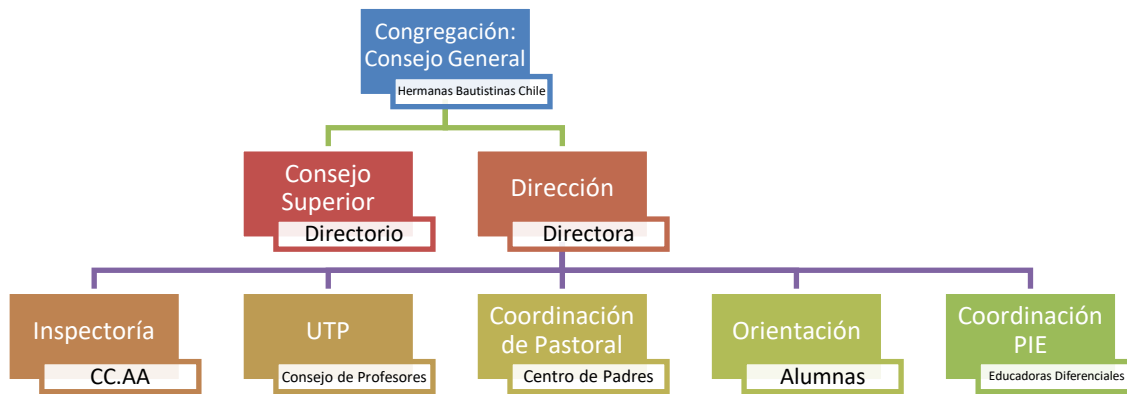 Congregación:
Consejo General
Hermanas Bautistinas Chile
Consejo
Superior
Directorio
Dirección
Directora
Inspectoría
CC.AA
UTP
Consejo de Profesores
Coordinación
de Pastoral
Centro de Padres
Orientación
Alumnas
Coordinación
PIE
Educadoras Diferenciales